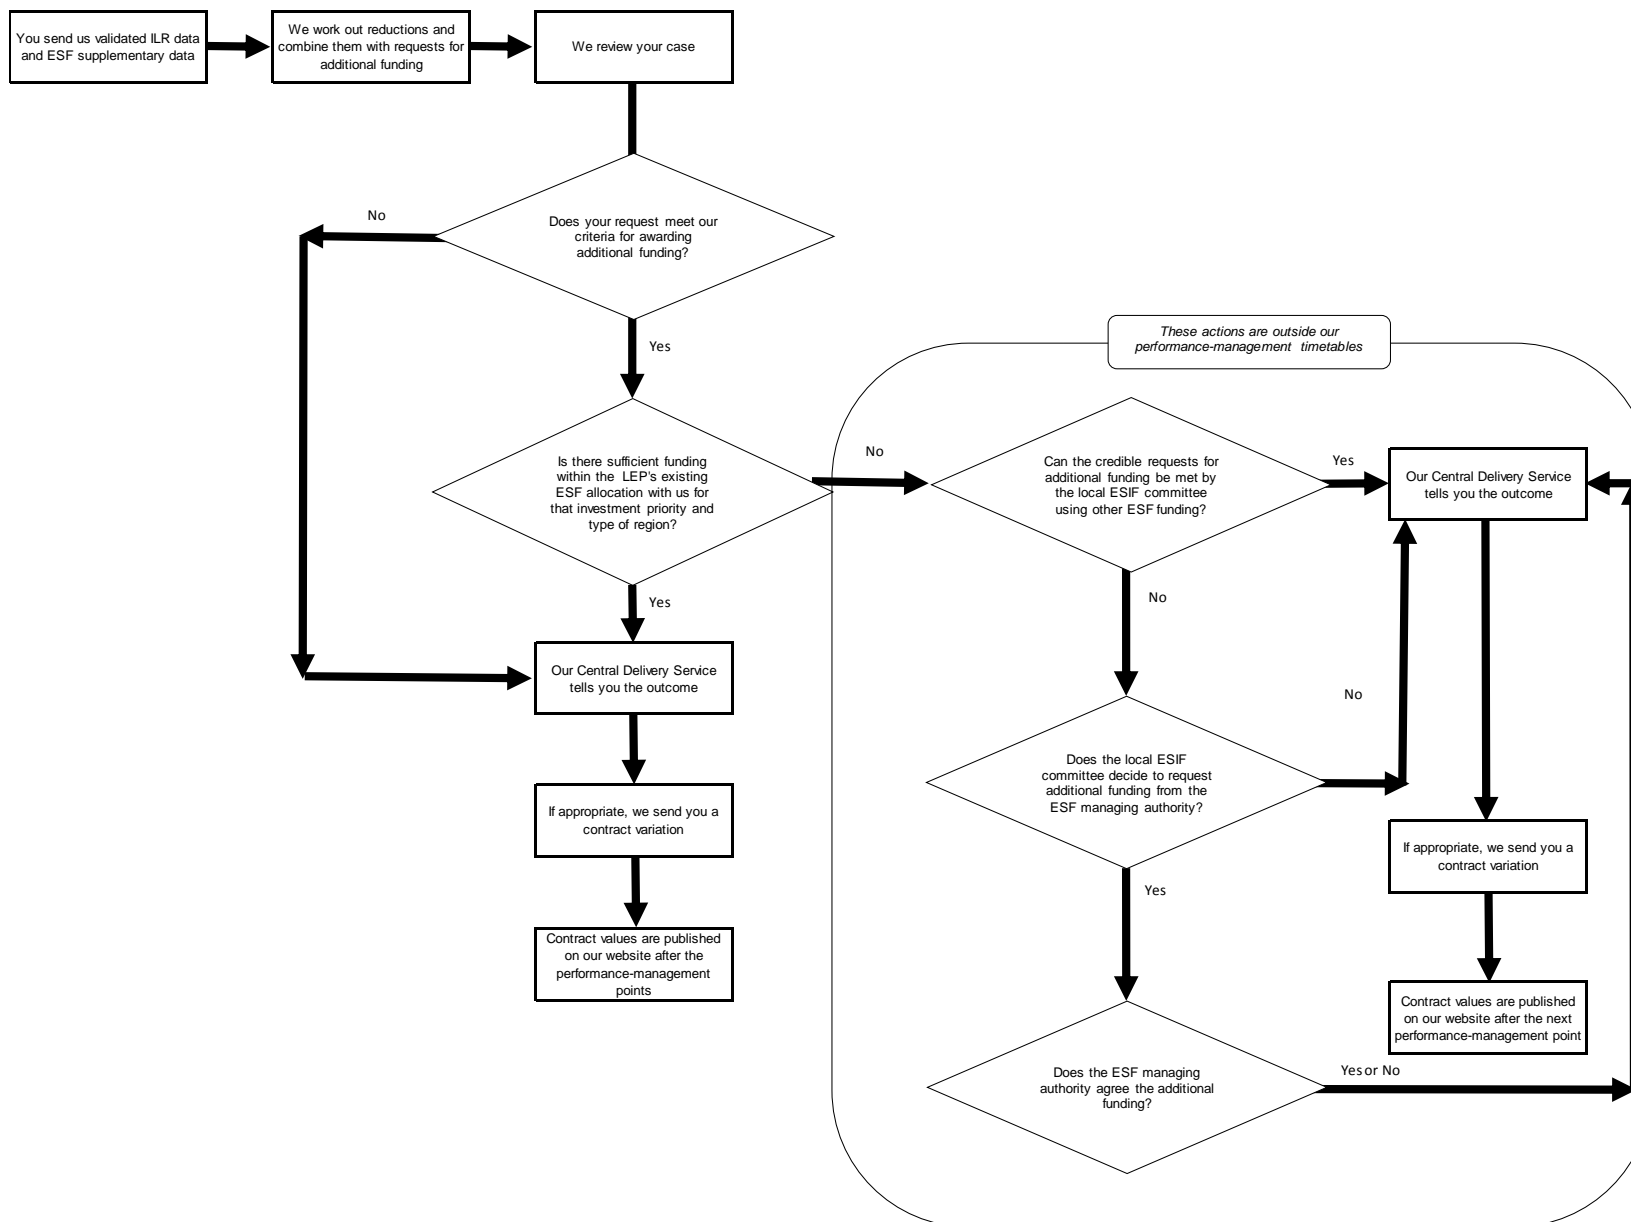 You send us validated ILR data
and ESF supplementary data
We work out reductions and
combine them with requests for
additional funding
We review your case
Does your request meet our
criteria for awarding
additional funding?
No
Yes
Is there sufficient funding
within the LEP's existing
ESF allocation with us for
that investment priority and
type of region?
No
Yes
Our Central Delivery Service
tells you the outcome
If appropriate, we send you a
contract variation
Contract values are published
on our website after the
performance-management
points
These actions are outside our
performance-management timetables
Can the credible requests for
additional funding be met by
the local ESIF committee
using other ESF funding?
Yes
No
Our Central Delivery Service
tells you the outcome
Does the local ESIF
committee decide to request
additional funding from the
ESF managing authority?
No
Yes
If appropriate, we send you a
contract variation
Contract values are published
on our website after the next
performance-management point
Does the ESF managing
authority agree the additional
funding?
Yes or No